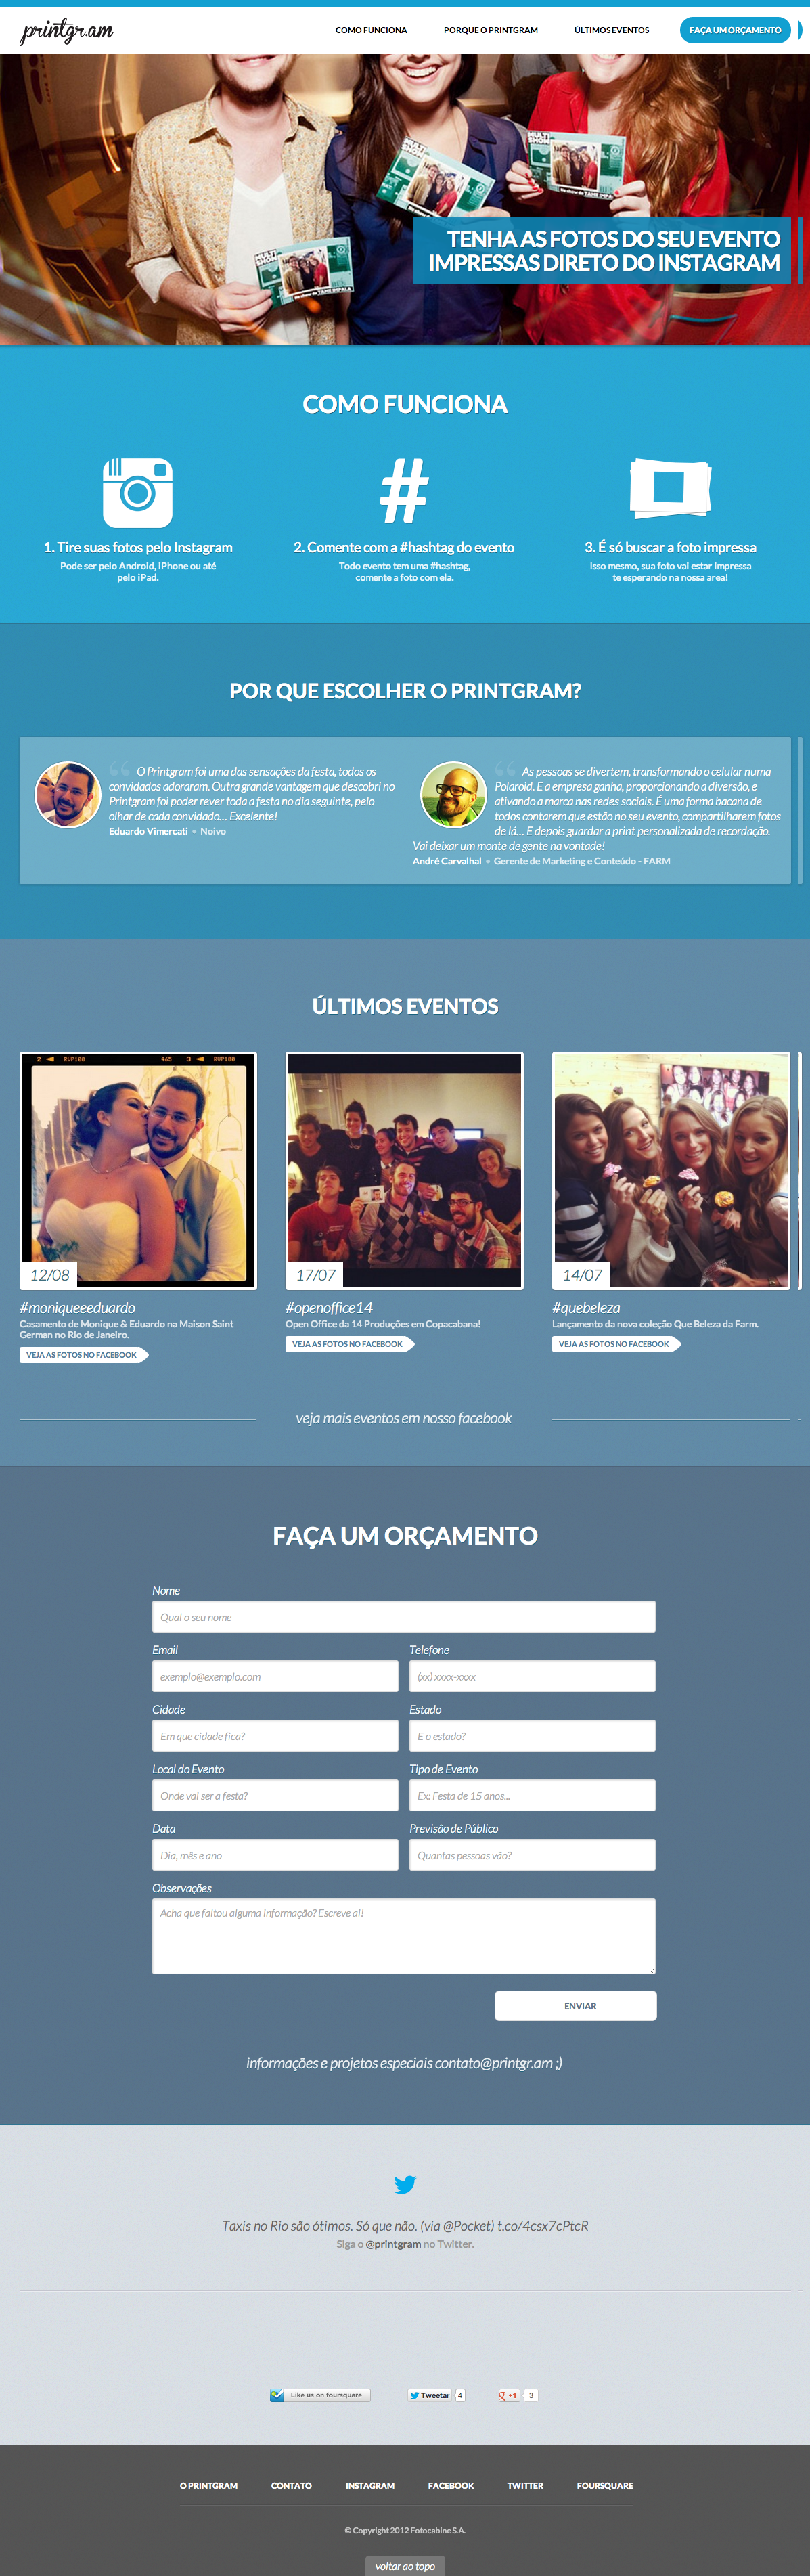 printgr.am
COMO FUNCIONA
PORQUE O PRINTGRAM
ÚLTIMOS EVENTOS
FAÇA UM ORÇAMENTO
MULTI SHOW
MULTI SHOW
TAME IMPALA
TENHA AS FOTOS DO SEU EVENTO
IMPRESSAS DIRETO DO INSTAGRAM
COMO FUNCIONA
#
1. Tire suas fotos pelo Instagram
Pode ser pelo Android, iPhone ou até
pelo iPad.
2. Comente com a #hashtag do evento
Todo evento tem uma #hashtag,
comente a foto com ela.
3. É só buscar a foto impressa
Isso mesmo, sua foto vai estar impressa
te esperando na nossa area!
POR QUE ESCOLHER O PRINTGRAM?
“ O Printgram foi uma das sensações da festa, todos os
convidados adoraram. Outra grande vantagem que descobri no
Printgram foi poder rever toda a festa no dia seguinte, pelo
olhar de cada convidado... Excelente!
Eduardo Vimercati • Noivo
“ As pessoas se divertem, transformando o celular numa
Polaroid. E a empresa ganha, proporcionando a diversão, e
ativando a marca nas redes sociais. É uma forma bacana de
todos contarem que estão no seu evento, compartilharem fotos
de lá... E depois guardar a print personalizada de recordação.
Vai deixar um monte de gente na vontade!
André Carvalhal • Gerente de Marketing e Conteúdo - FARM
ÚLTIMOS EVENTOS
2 RVP100 465 3 RVP100
12/08
#moniqueeeduardo
Casamento de Monique & Eduardo na Maison Saint
German no Rio de Janeiro.
VEJA AS FOTOS NO FACEBOOK
17/07
#openoffice14
Open Office da 14 Produções em Copacabana!
VEJA AS FOTOS NO FACEBOOK
14/07
#quebeleza
Lançamento da nova coleção Que Beleza da Farm.
VEJA AS FOTOS NO FACEBOOK
veja mais eventos em nosso facebook
FAÇA UM ORÇAMENTO
Nome
Qual o seu nome
Email
exemplo@exemplo.com
Telefone
(xx) xxxx-xxxx
Cidade
Em que cidade fica?
Estado
E o estado?
Local do Evento
Onde vai ser a festa?
Tipo de Evento
Ex: Festa de 15 anos...
Data
Dia, mês e ano
Previsão de Público
Quantas pessoas vão?
Observações
Acha que faltou alguma informação? Escreve ai!
ENVIAR
informações e projetos especiais contato@printgr.am ;)
Taxis no Rio são ótimos. Só que não. (via @Pocket) t.co/4csx7cPtcR
Siga o @printgram no Twitter.
Like us on foursquare
Tweetar 4
g +1 3
O PRINTGRAM
CONTATO
INSTAGRAM
FACEBOOK
TWITTER
FOURSQUARE
© Copyright 2012 Fotocabine S.A.
voltar ao topo